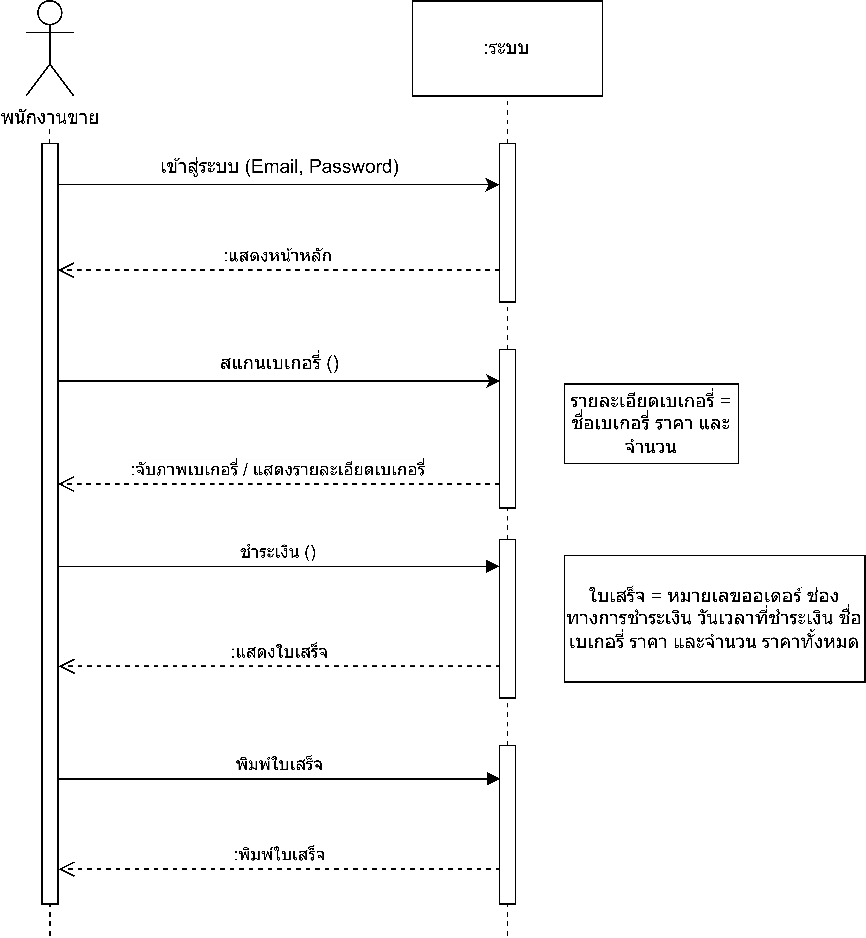 :ระบบ
พนักงานขาย
เข้าสู่ระบบ (Email, Password)
:แสดงหน้าหลัก
สแกนเบเกอรี่ ()
รายละเอียดเบเกอรี่ =
ชื่อเบเกอรี่ ราคา และ
จำนวน
:จับภาพเบเกอรี่ / แสดงรายละเอียดเบเกอรี่
ชำระเงิน ()
ใบเสร็จ = หมายเลขออเดอร์ ช่อง
ทางการชำระเงิน วันเวลาที่ชำระเงิน ชื่อ
เบเกอรี่ ราคา และจำนวน ราคาทั้งหมด
:แสดงใบเสร็จ
พิมพ์ใบเสร็จ
:พิมพ์ใบเสร็จ